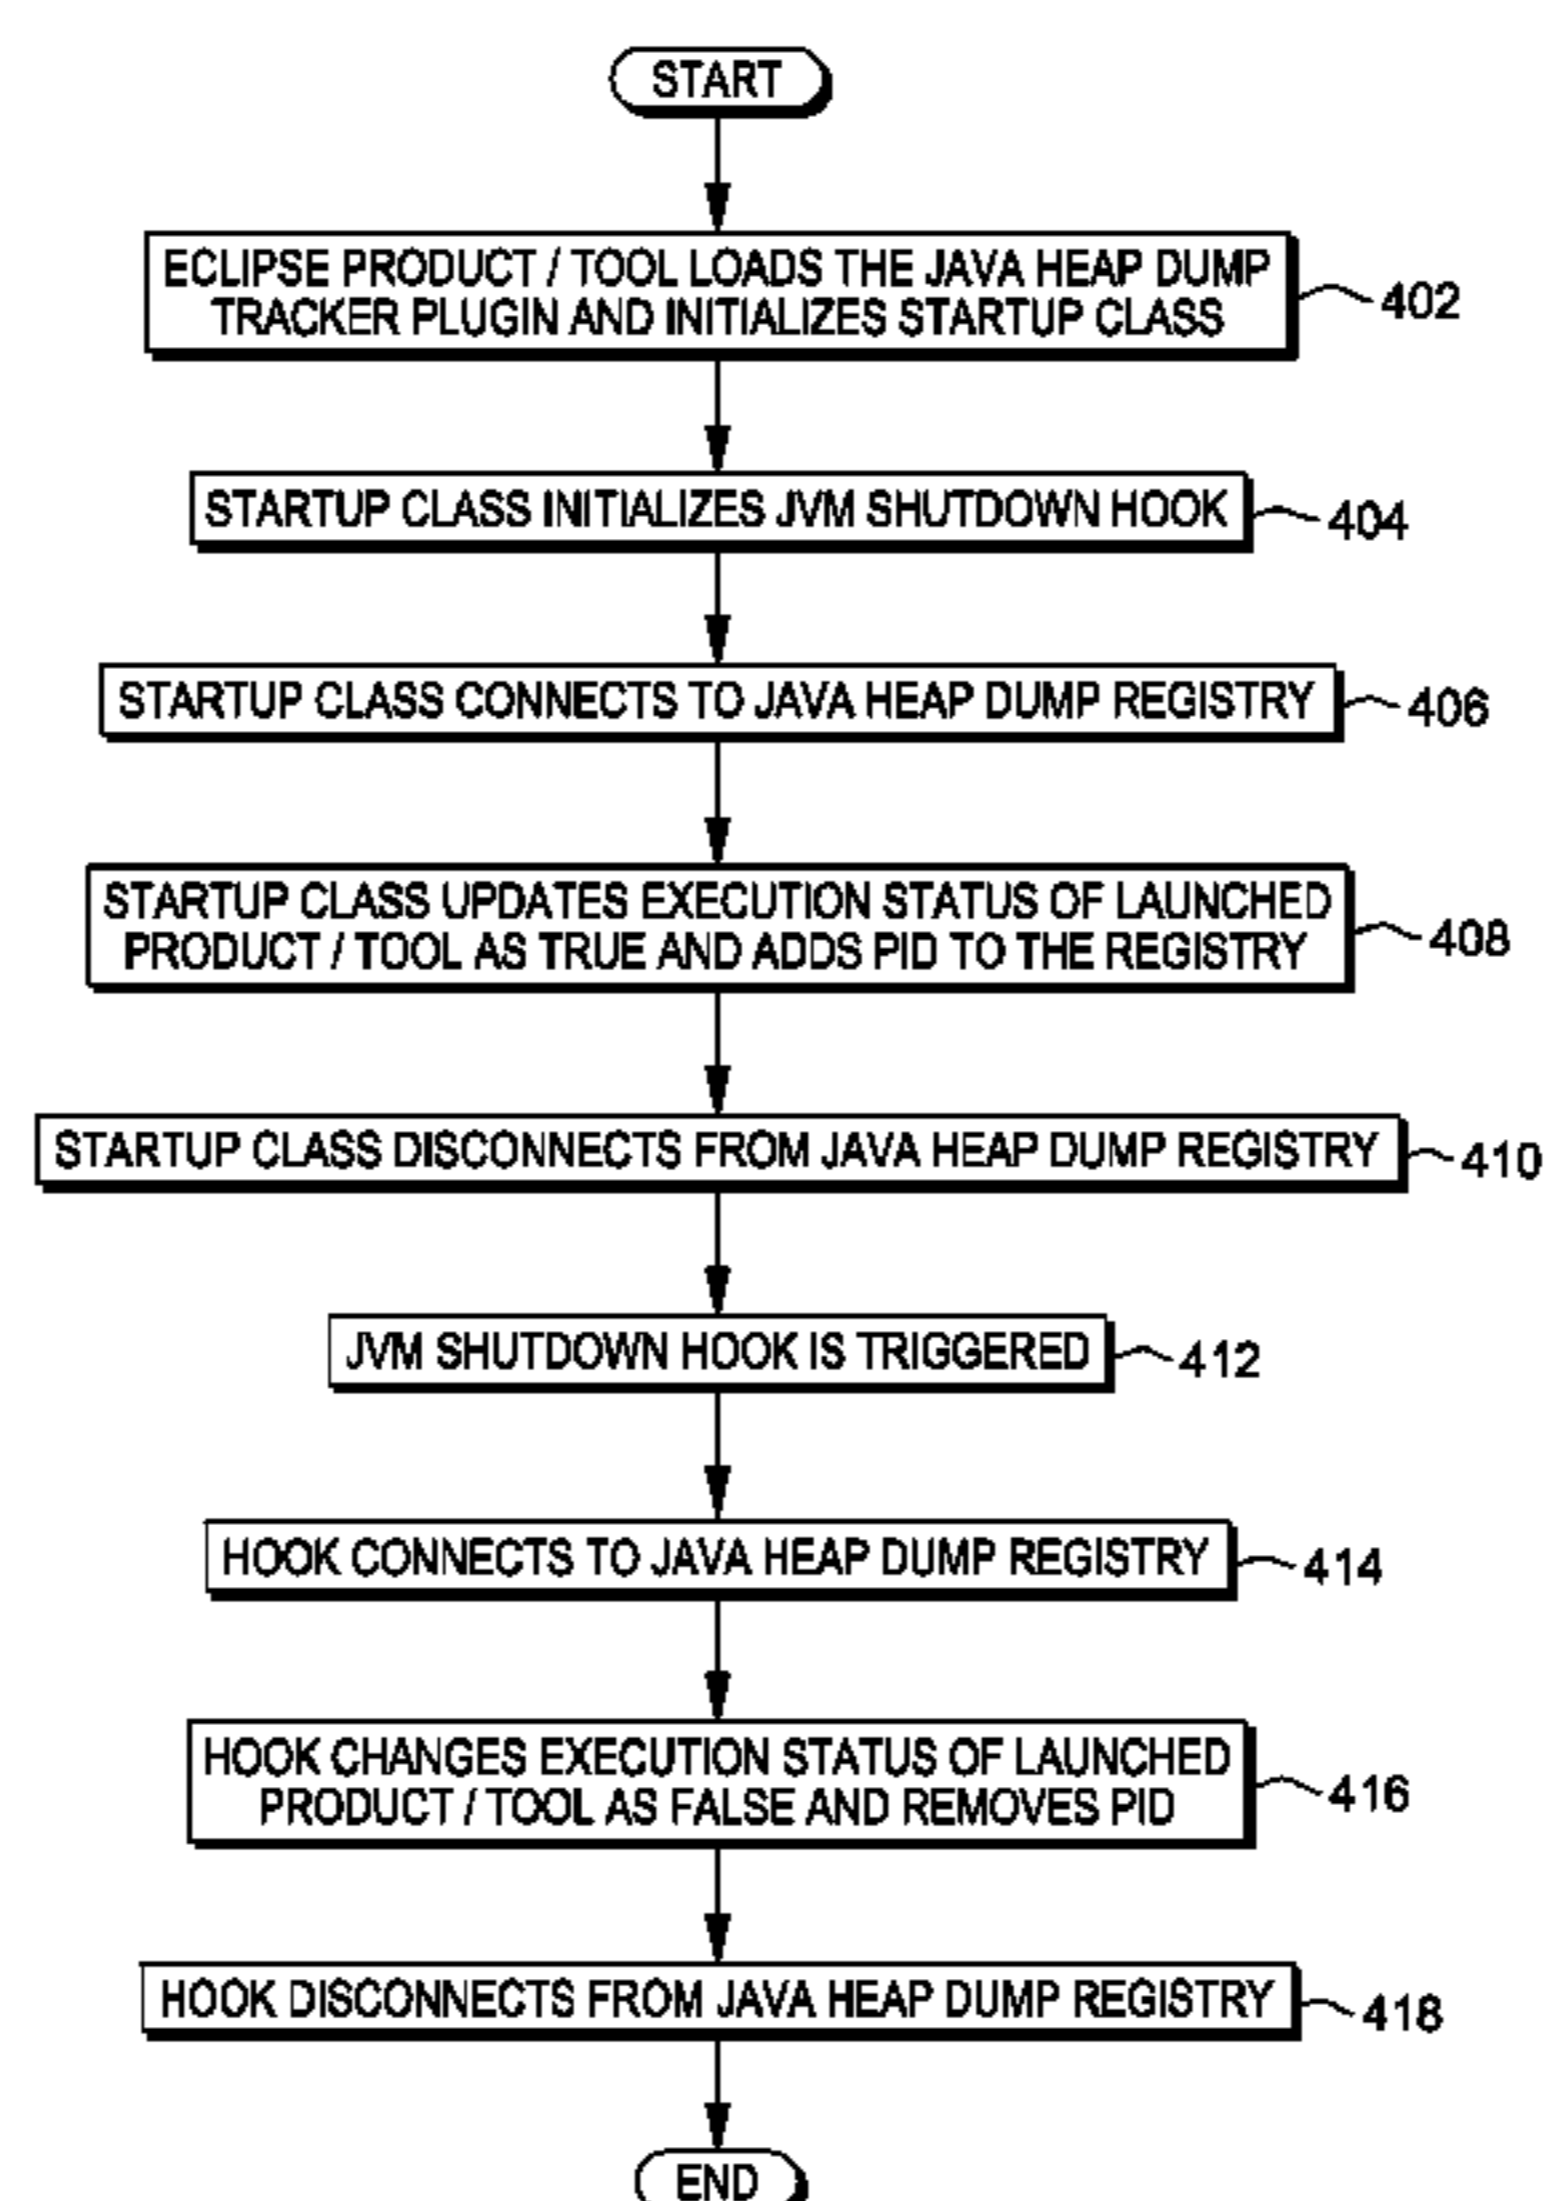 START
ECLIPSE PRODUCT / TOOL LOADS THE JAVA HEAP DUMP
TRACKER PLUGIN AND INITIALIZES STARTUP CLASS
402
STARTUP CLASS INITIALIZES JVM SHUTDOWN HOOK
404
STARTUP CLASS CONNECTS TO JAVA HEAP DUMP REGISTRY
406
STARTUP CLASS UPDATES EXECUTION STATUS OF LAUNCHED
PRODUCT / TOOL AS TRUE AND ADDS PID TO THE REGISTRY
408
STARTUP CLASS DISCONNECTS FROM JAVA HEAP DUMP REGISTRY
410
JVM SHUTDOWN HOOK IS TRIGGERED
412
HOOK CONNECTS TO JAVA HEAP DUMP REGISTRY
414
HOOK CHANGES EXECUTION STATUS OF LAUNCHED
PRODUCT / TOOL AS FALSE AND REMOVES PID
416
HOOK DISCONNECTS FROM JAVA HEAP DUMP REGISTRY
418
END